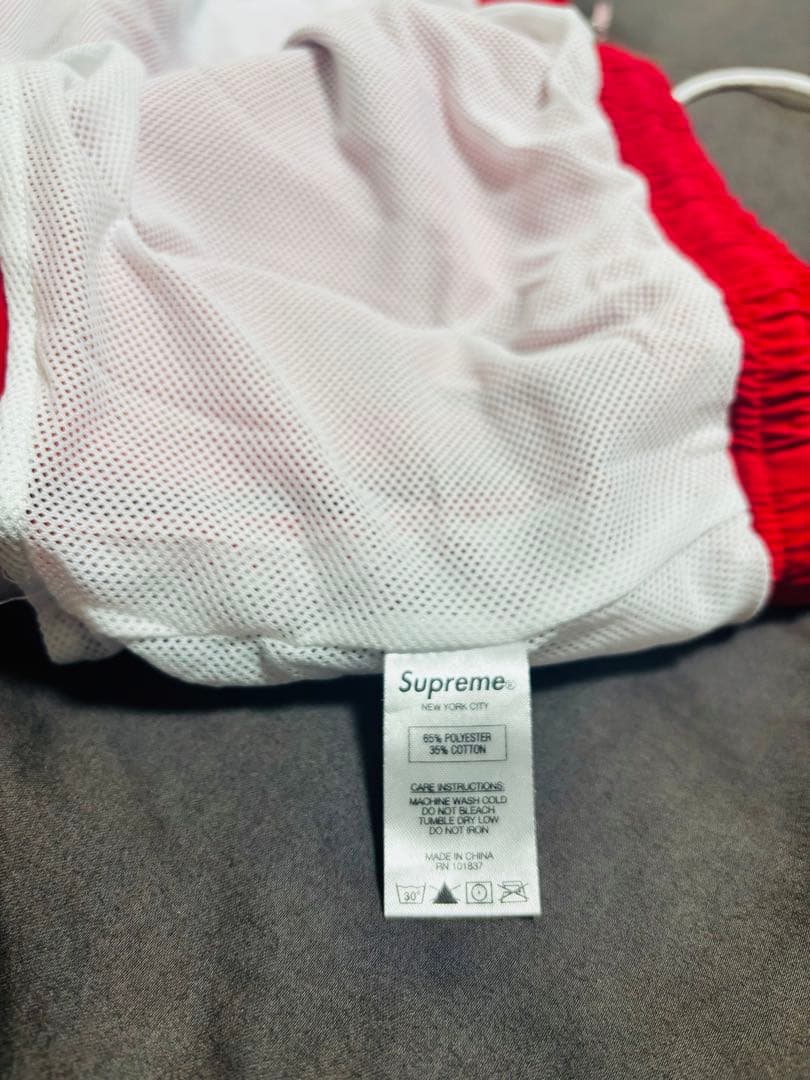 Supreme®
NEW YORK CITY
65% POLYESTER
35% COTTON
CARE INSTRUCTIONS:
MACHINE WASH COLD
DO NOT BLEACH
TUMBLE DRY LOW
DO NOT IRON
MADE IN CHINA
RN 101837
30°